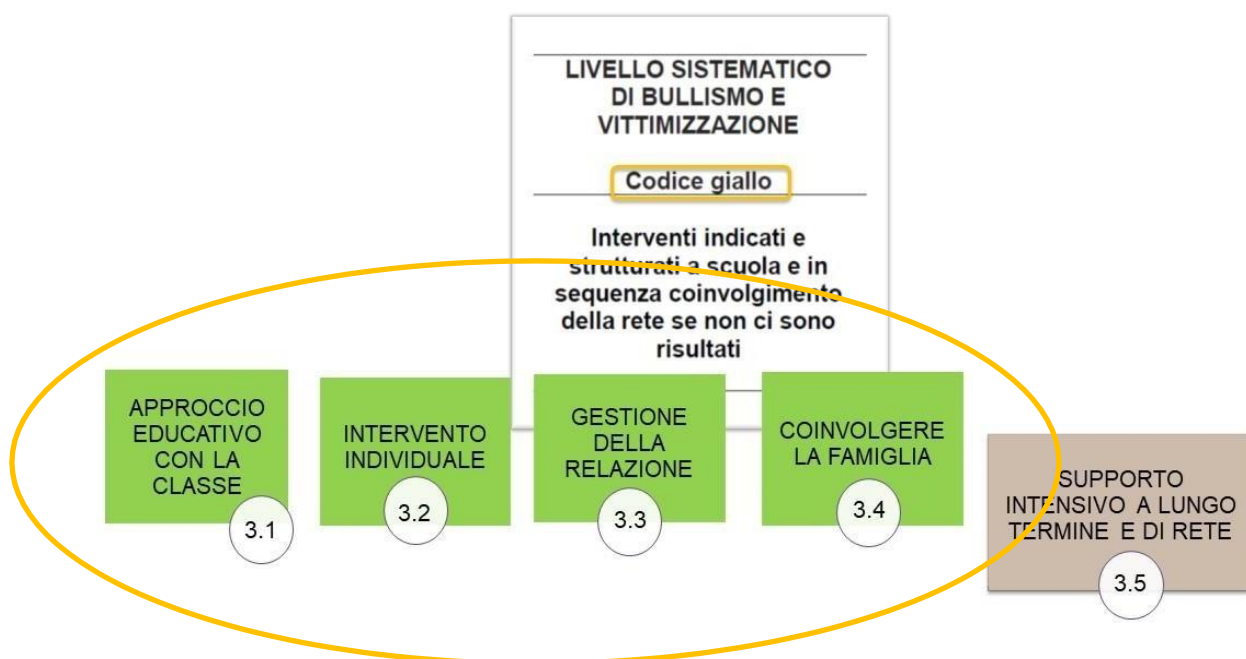 LIVELLO SISTEMATICO
DI BULLISMO E
VITTIMIZZAZIONE
Codice giallo
Interventi indicati e
strutturati a scuola e in
sequenza coinvolgimento
della rete se non ci sono
risultati
APPROCCIO
EDUCATIVO
CON LA
CLASSE
3.1
INTERVENTO
INDIVIDUALE
3.2
GESTIONE
DELLA
RELAZIONE
3.3
COINVOLGERE
LA FAMIGLIA
3.4
SUPPORTO
INTENSIVO A LUNGO
TERMINE E DI RETE
3.5